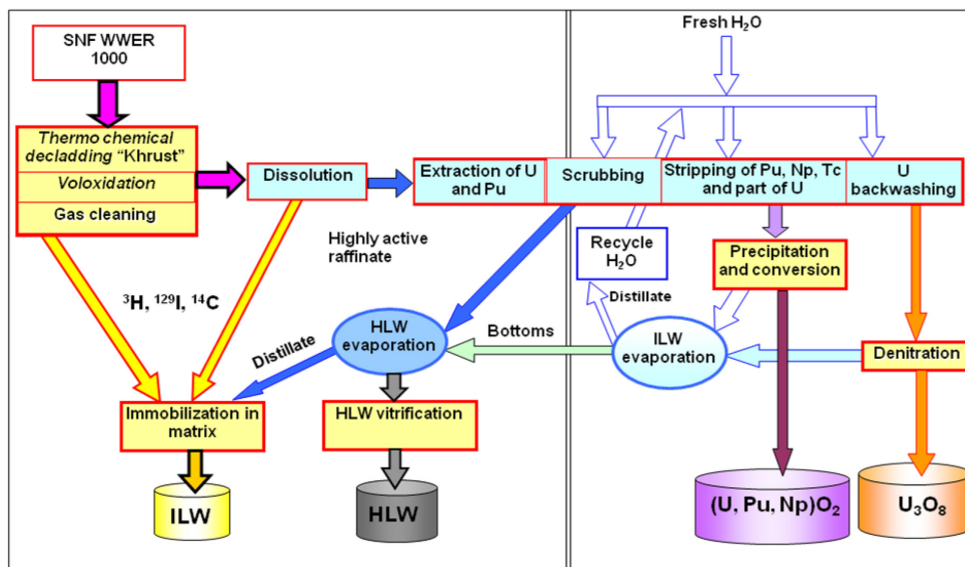 SNF WWER
1000
Fresh H₂O
Thermo chemical
decladding "Khrust"
Voloxidation
Gas cleaning
Dissolution
Extraction of U
and Pu
Scrubbing
Stripping of Pu, Np, Tc
and part of U
U
backwashing
Highly active
raffinate
Recycle
H₂O
Precipitation
and conversion
³H, ¹²⁹I, ¹⁴C
Distillate
HLW
evaporation
Bottoms
ILW
evaporation
Denitration
Distillate
Immobilization in
matrix
HLW vitrification
ILW
HLW
(U, Pu, Np)O₂
U₃O₈